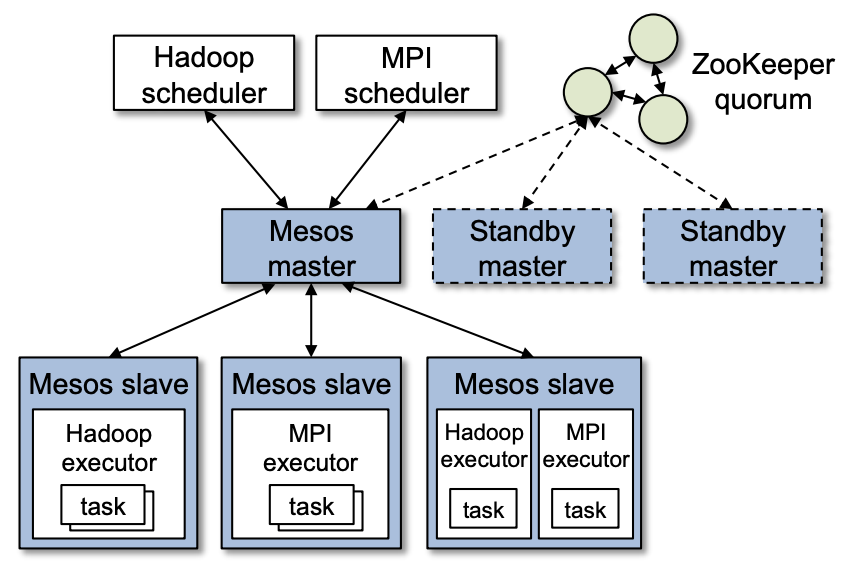 Hadoop
scheduler
MPI
scheduler
ZooKeeper
quorum
Mesos
master
Standby
master
Standby
master
Mesos slave
Hadoop
executor
task
Mesos slave
MPI
executor
task
Mesos slave
Hadoop
executor
task
MPI
executor
task